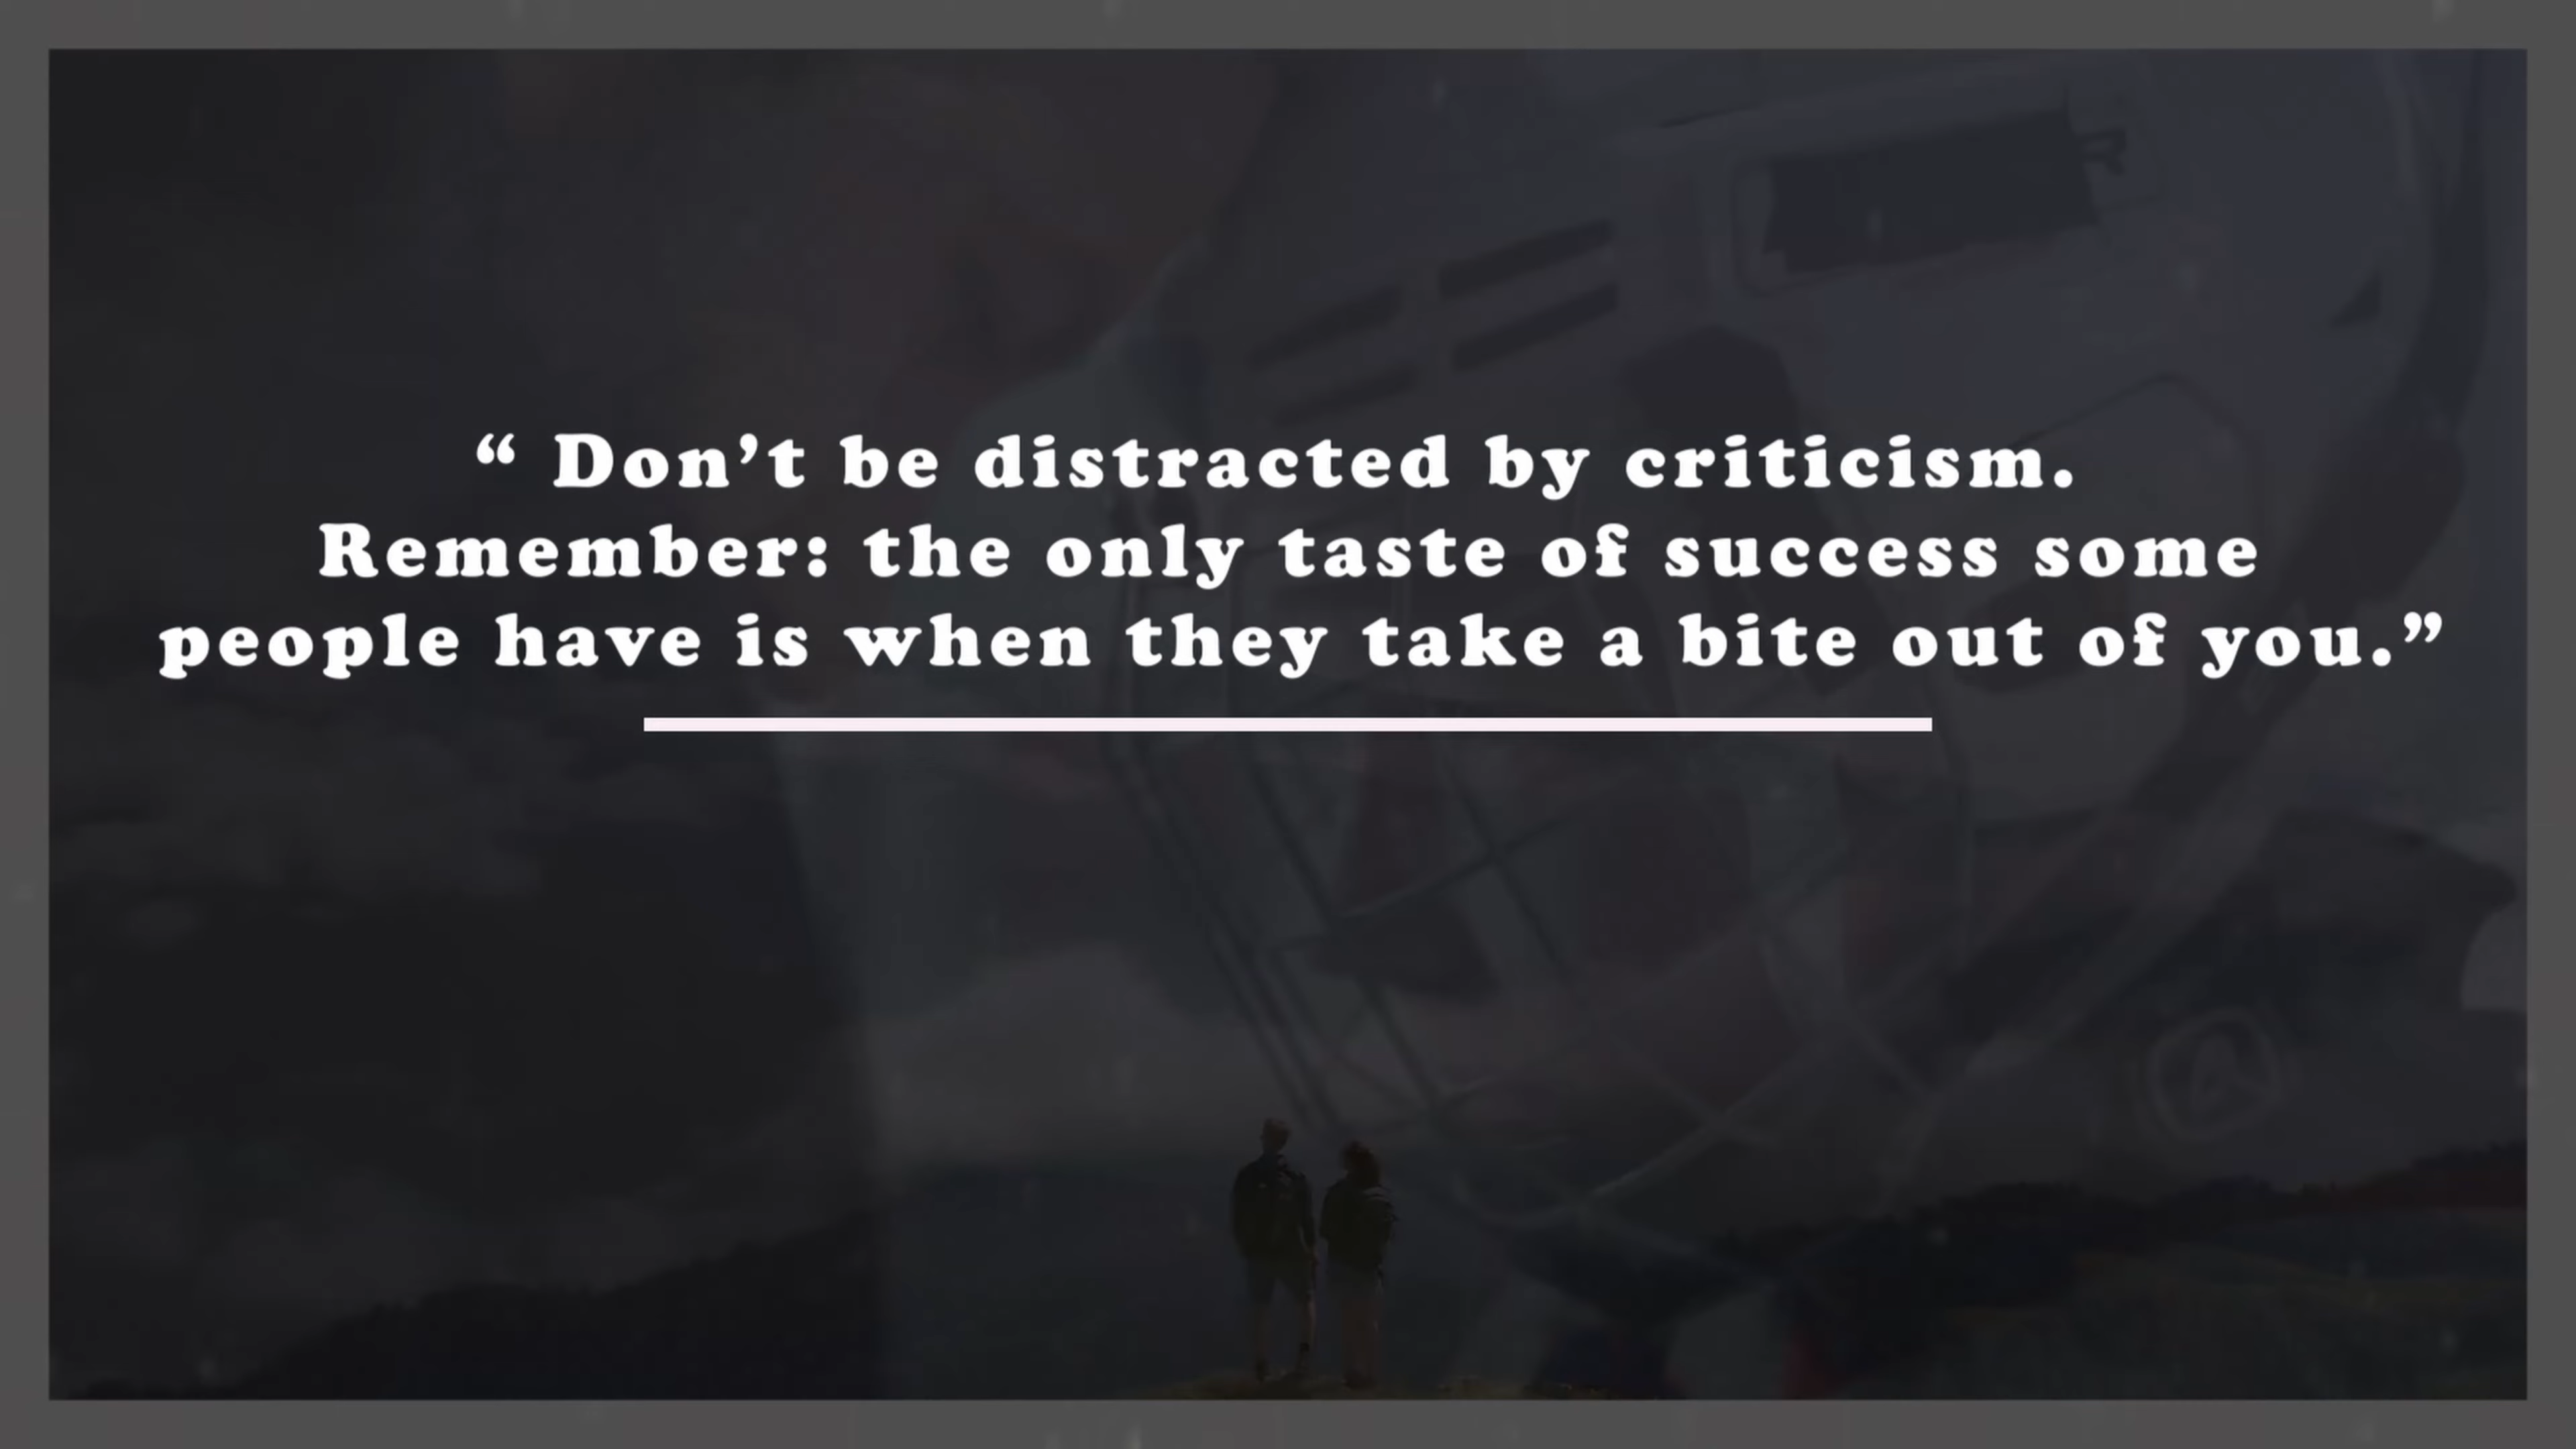 “ Don’t be distracted by criticism.
Remember: the only taste of success some
people have is when they take a bite out of you.”